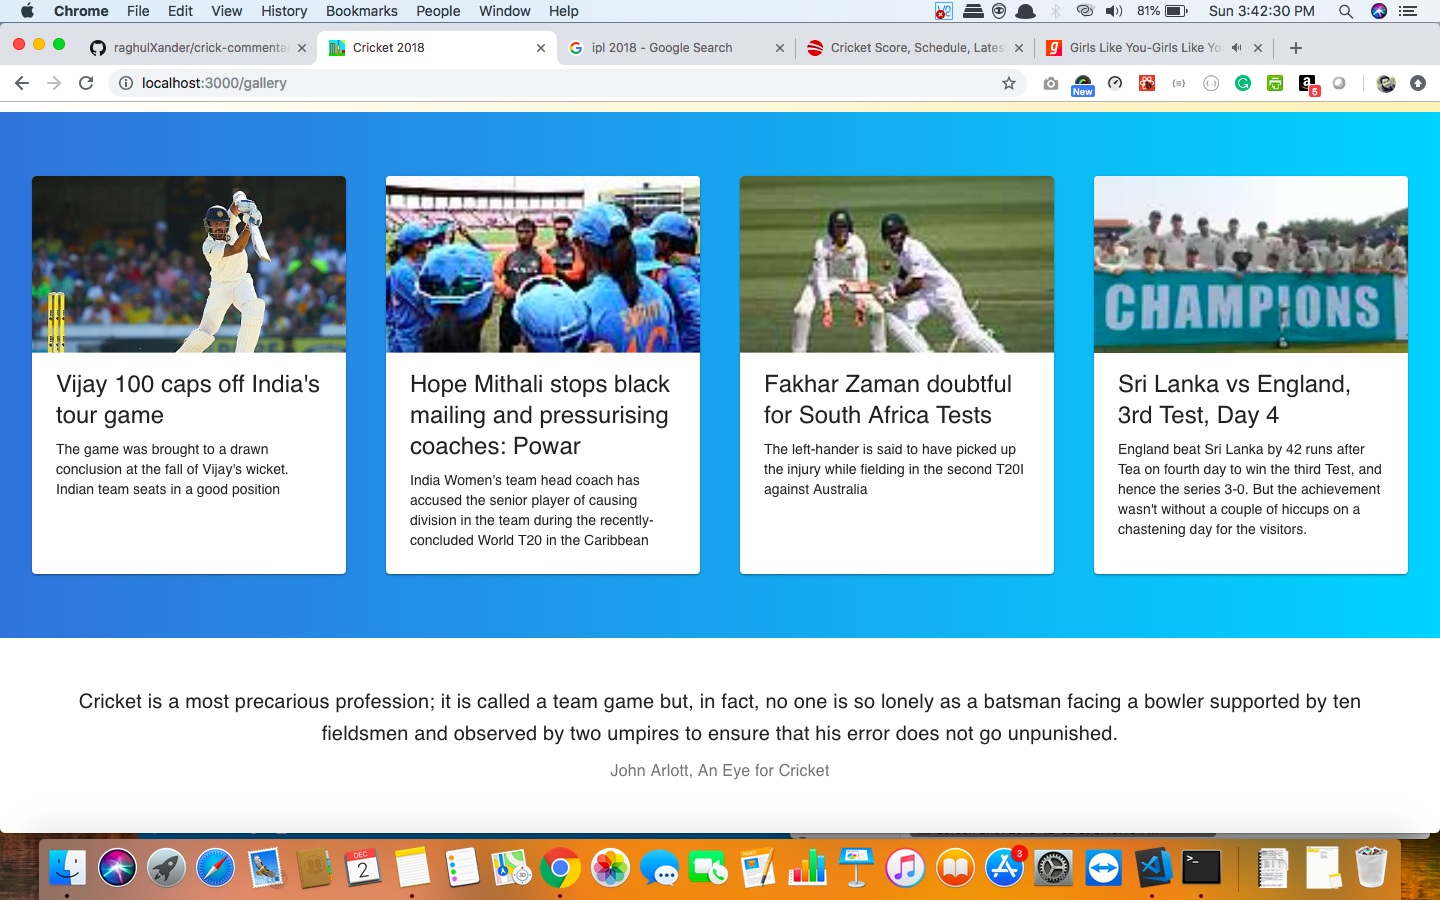 Chrome File Edit View History Bookmarks People Window Help 81% Sun 3:42:30 PM
raghulXander/crick-commenta Cricket 2018 ipl 2018 - Google Search Cricket Score, Schedule, Lates Girls Like You-Girls Like Yo
localhost:3000/gallery New 6
CHAMPIONS
Vijay 100 caps off India's
tour game
The game was brought to a drawn
conclusion at the fall of Vijay's wicket.
Indian team seats in a good position
Hope Mithali stops black
mailing and pressurising
coaches: Powar
India Women's team head coach has
accused the senior player of causing
division in the team during the recently-
concluded World T20 in the Caribbean
Fakhar Zaman doubtful
for South Africa Tests
The left-hander is said to have picked up
the injury while fielding in the second T20I
against Australia
Sri Lanka vs England,
3rd Test, Day 4
England beat Sri Lanka by 42 runs after
Tea on fourth day to win the third Test, and
hence the series 3-0. But the achievement
wasn't without a couple of hiccups on a
chastening day for the visitors.
Cricket is a most precarious profession; it is called a team game but, in fact, no one is so lonely as a batsman facing a bowler supported by ten
fieldsmen and observed by two umpires to ensure that his error does not go unpunished.
John Arlott, An Eye for Cricket
DEC
2
3